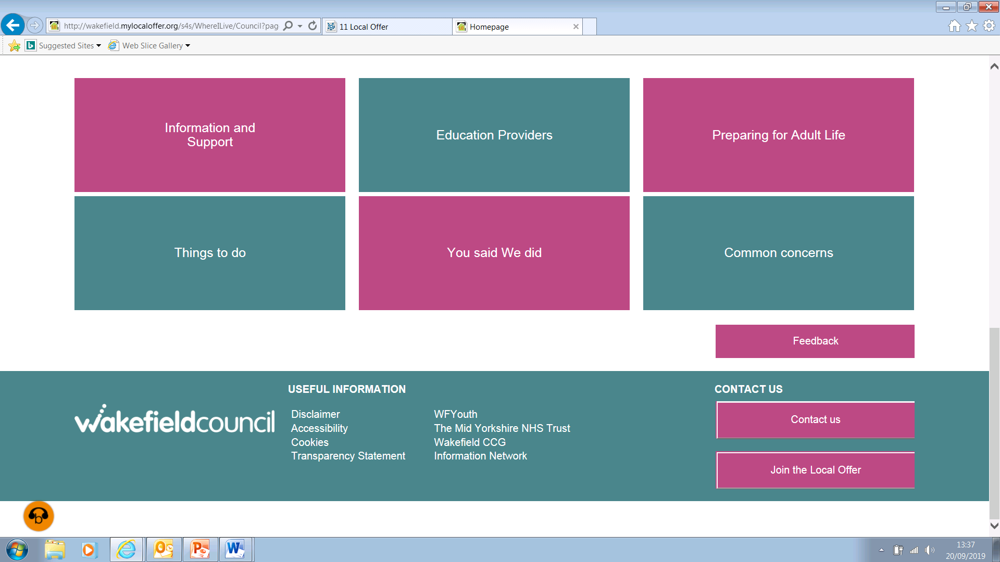 http://wakefield.mylocaloffer.org/s4s/WhereILive/Council?pag
11 Local Offer
Homepage
Suggested Sites
Web Slice Gallery
Information and
Support
Education Providers
Preparing for Adult Life
Things to do
You said We did
Common concerns
Feedback
wakefieldcouncil
USEFUL INFORMATION
Disclaimer
Accessibility
Cookies
Transparency Statement
WFYouth
The Mid Yorkshire NHS Trust
Wakefield CCG
Information Network
CONTACT US
Contact us
Join the Local Offer
13:37
20/09/2019